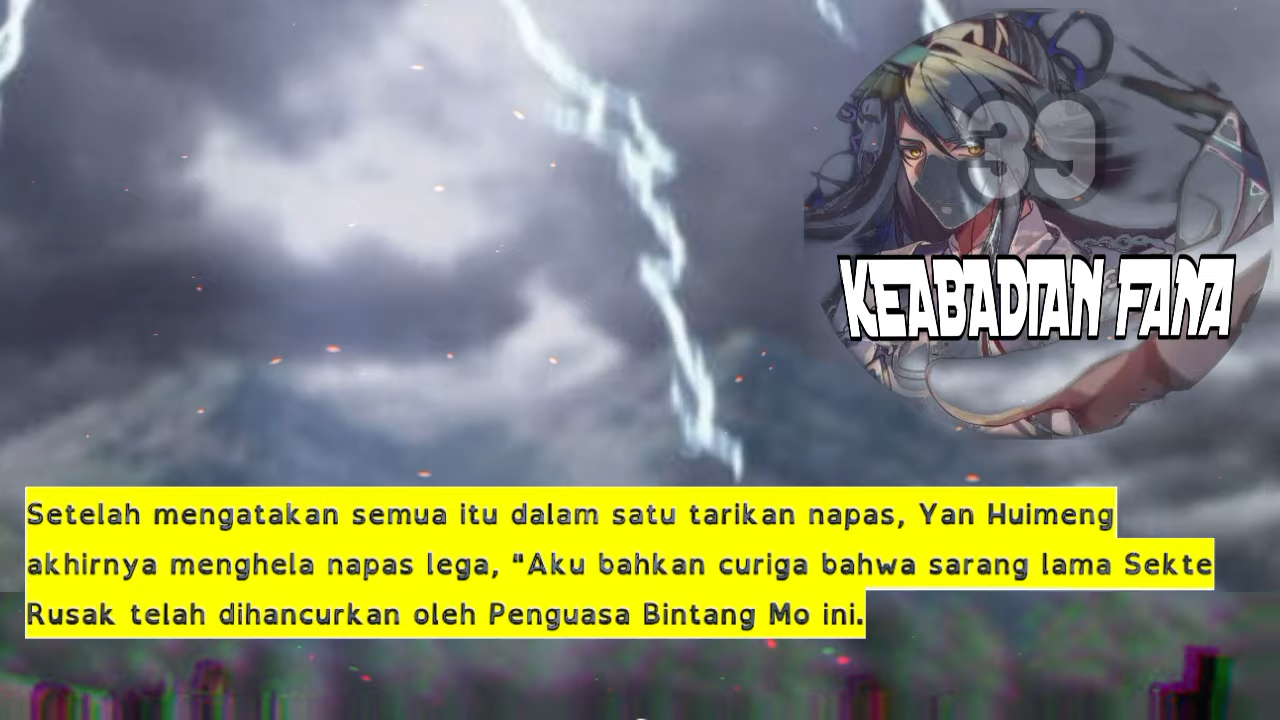 39
KEABADIAN FANA
Setelah mengatakan semua itu dalam satu tarikan napas, Yan Huimeng
akhirnya menghela napas lega, "Aku bahkan curiga bahwa sarang lama Sekte
Rusak telah dihancurkan oleh Penguasa Bintang Mo ini.